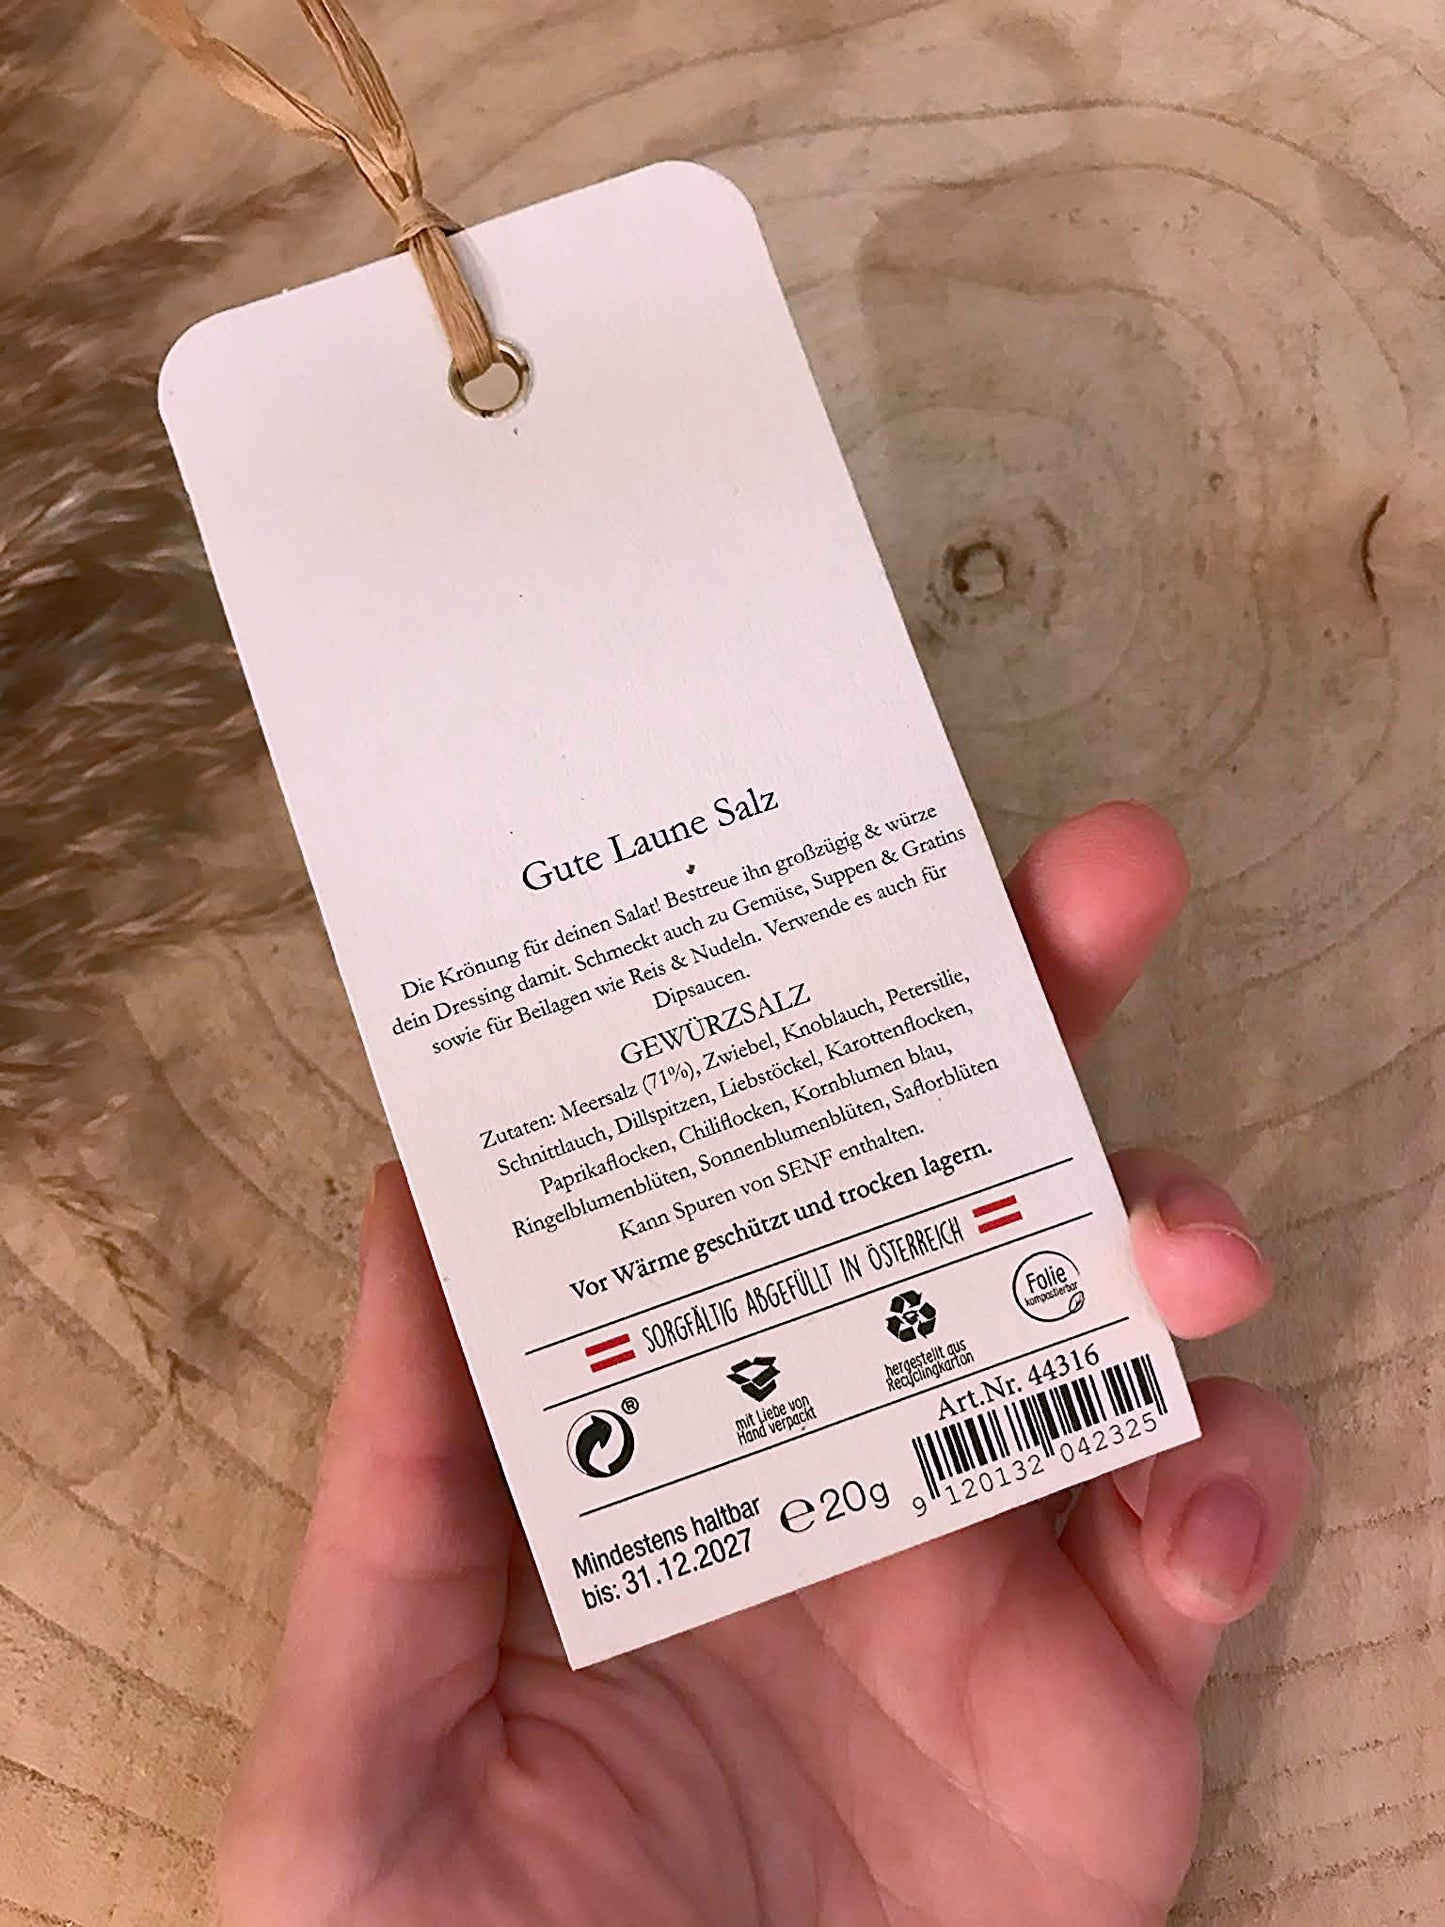 Gute Laune Salz
Die Krönung für deinen Salat! Bestreue ihn großzügig & würze
dein Dressing damit. Schmeckt auch zu Gemüse, Suppen & Gratins
sowie für Beilagen wie Reis & Nudeln. Verwende es auch für
Dipsaucen.
GEWÜRZSALZ
Zutaten: Meersalz (71%), Zwiebel, Knoblauch, Petersilie,
Schnittlauch, Dillspitzen, Liebstöckel, Karottenflocken,
Paprikaflocken, Chiliflocken, Kornblumen blau,
Ringelblumenblüten, Sonnenblumenblüten, Saflorblüten
Kann Spuren von SENF enthalten.
Vor Wärme geschützt und trocken lagern.
SORGFÄLTIG ABGEFÜLLT IN ÖSTERREICH
®
mit Liebe von
Hand verpackt
hergestellt aus
Recyclingkarton
Folie
kompostierbar
Mindestens haltbar
bis: 31.12.2027
℮20g
Art.Nr. 44316
9 120132 042325